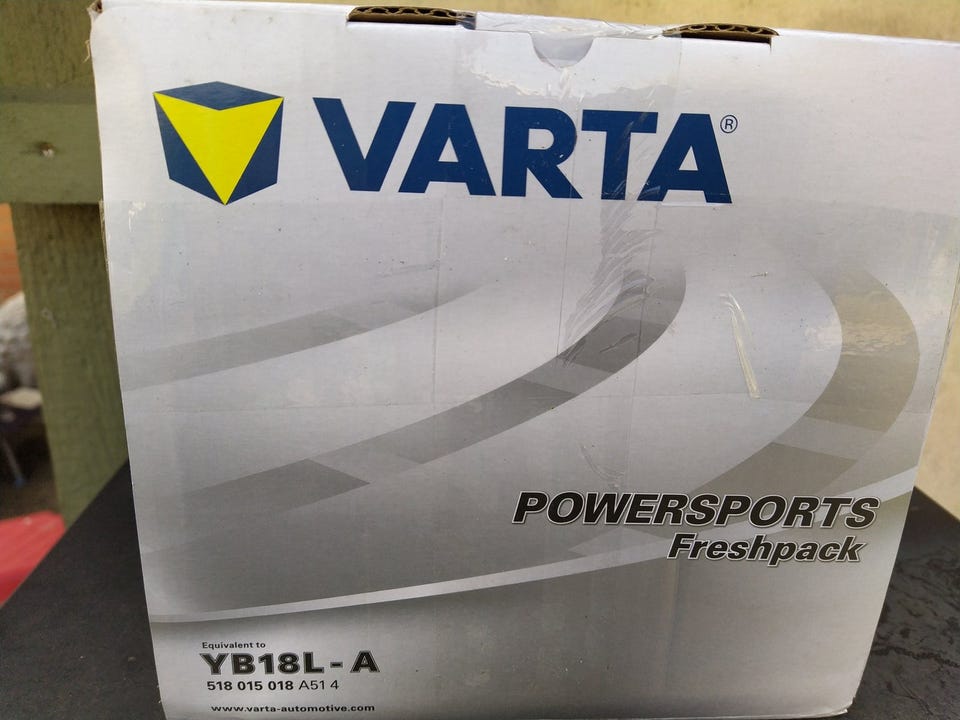 VARTA®
POWERSPORTS
Freshpack
Equivalent to
YB18L - A
518 015 018 A51 4
www.varta-automotive.com